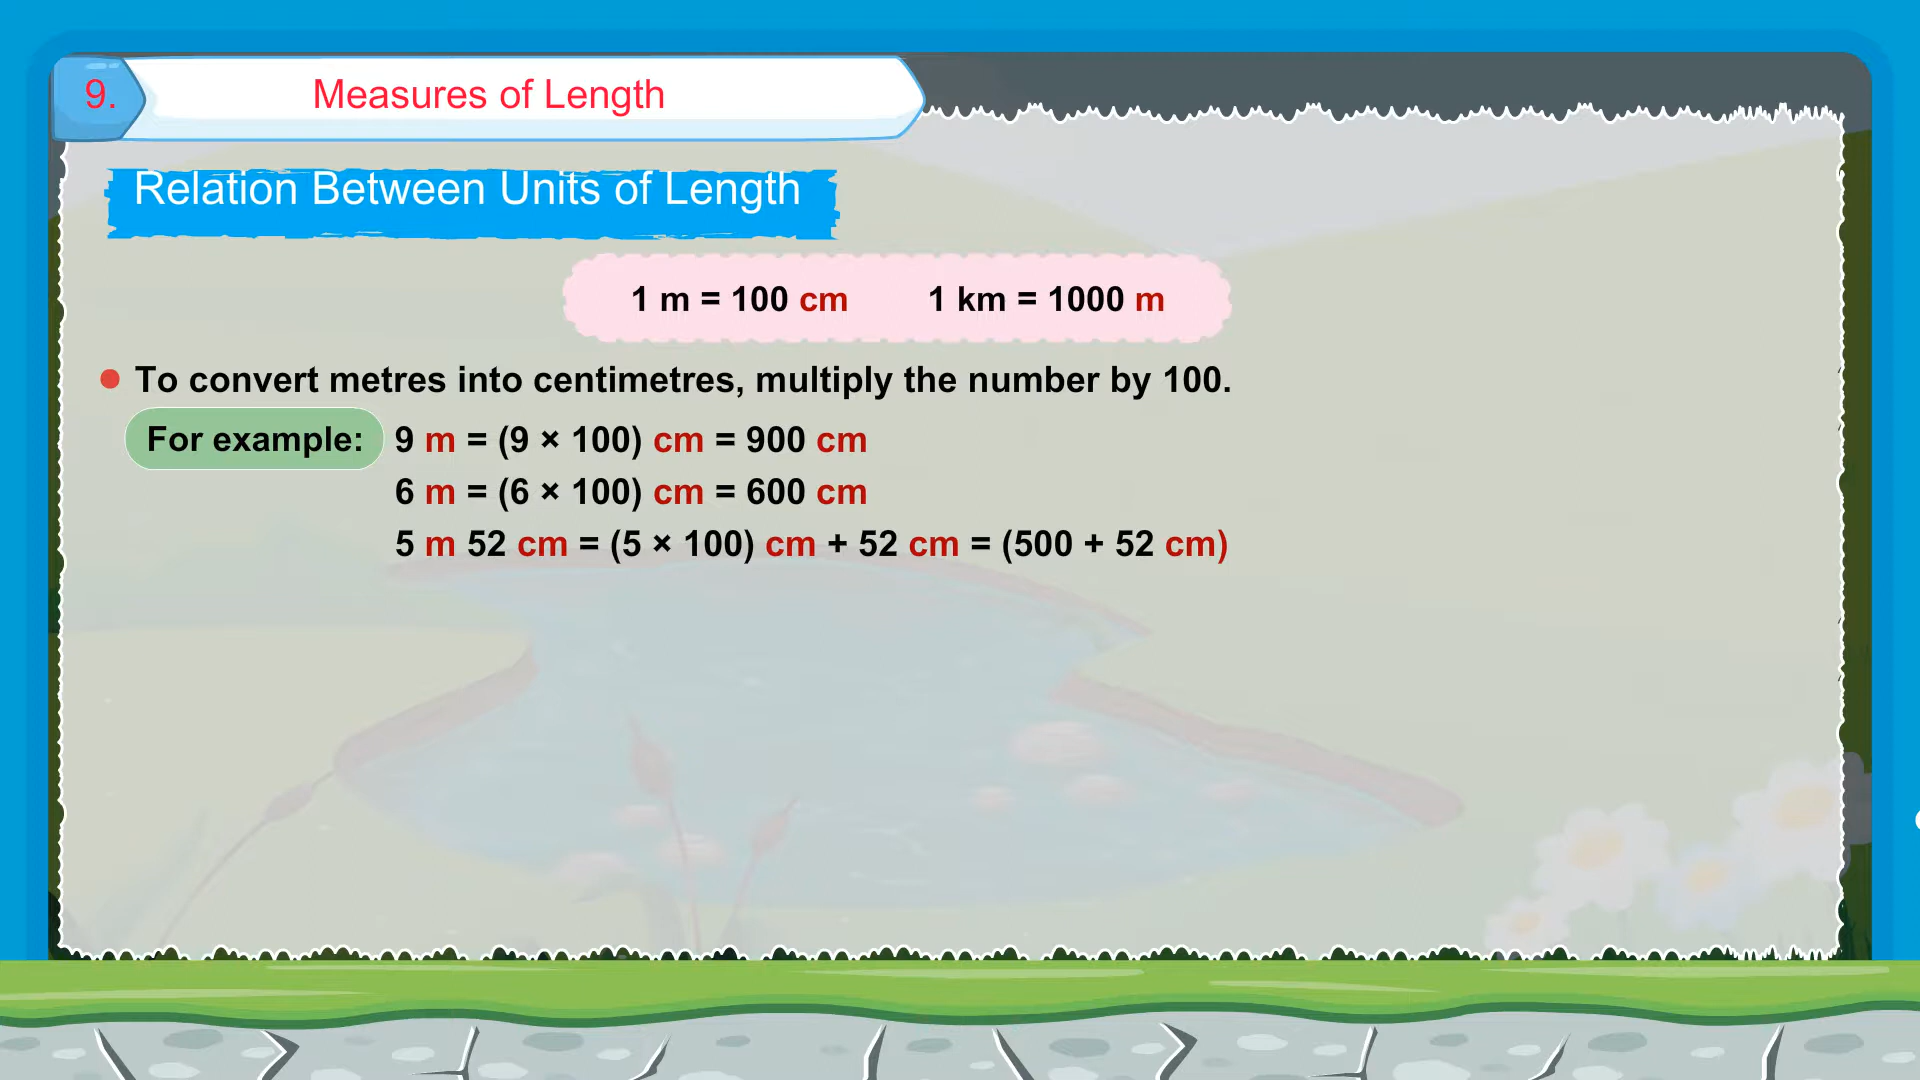 9. Measures of Length
Relation Between Units of Length
1 m = 100 cm 1 km = 1000 m
To convert metres into centimetres, multiply the number by 100.
For example: 9 m = (9 × 100) cm = 900 cm
6 m = (6 × 100) cm = 600 cm
5 m 52 cm = (5 × 100) cm + 52 cm = (500 + 52 cm)